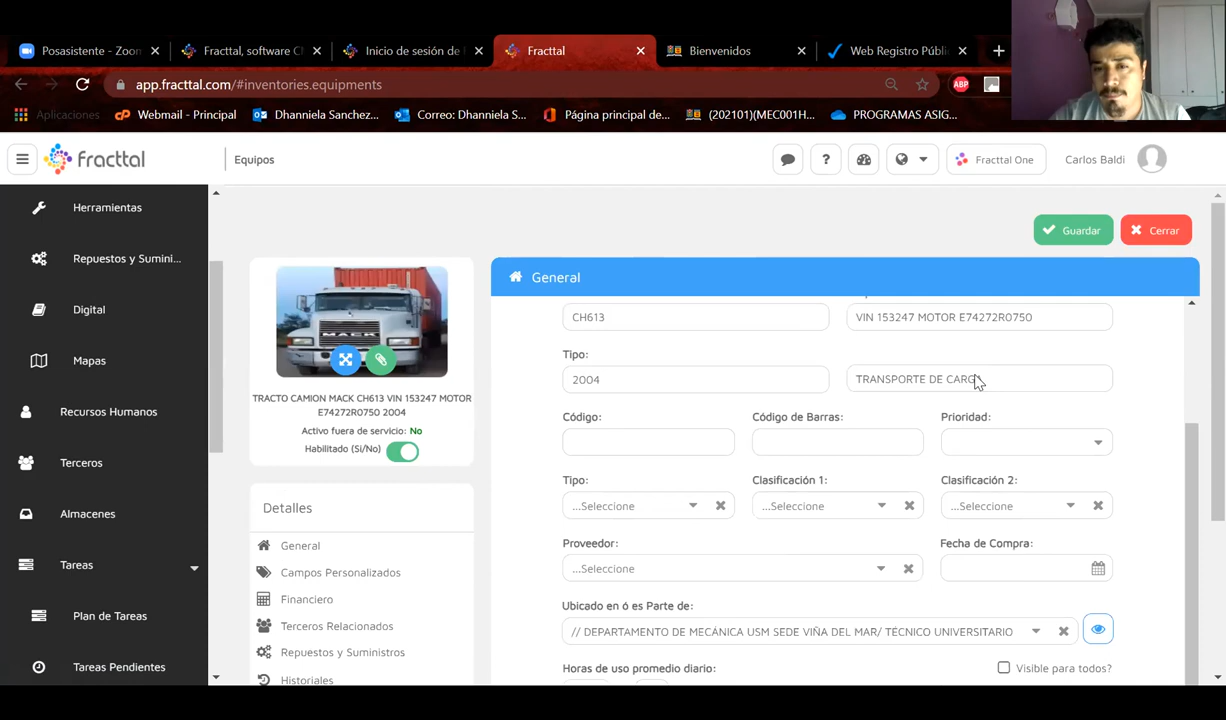 Posasistente - Zoom
Fracttal, software C
Inicio de sesión de
Fracttal
Bienvenidos
Web Registro Públi
app.fracttal.com/#inventories.equipments
ABP
Aplicaciones
Webmail - Principal
Dhanniela Sanchez...
Correo: Dhanniela S...
Página principal de...
(202101)(MEC001H...
PROGRAMAS ASIG...
fracttal
Equipos
?
Fracttal One
Carlos Baldi
Herramientas
Repuestos y Sumini...
Digital
Mapas
Recursos Humanos
Terceros
Almacenes
Tareas
Plan de Tareas
Tareas Pendientes
Guardar
Cerrar
MACK
TRACTO CAMION MACK CH613 VIN 153247 MOTOR
E74272R0750 2004
Activo fuera de servicio: No
Habilitado (Si/No)
Detalles
General
Campos Personalizados
Financiero
Terceros Relacionados
Repuestos y Suministros
Historiales
General
CH613
VIN 153247 MOTOR E74272R0750
Tipo:
2004
TRANSPORTE DE CARGA
Código:
Código de Barras:
Prioridad:
Tipo:
Clasificación 1:
Clasificación 2:
...Seleccione
...Seleccione
...Seleccione
Proveedor:
Fecha de Compra:
...Seleccione
Ubicado en ó es Parte de:
// DEPARTAMENTO DE MECÁNICA USM SEDE VIÑA DEL MAR/ TÉCNICO UNIVERSITARIO
Horas de uso promedio diario:
Visible para todos?